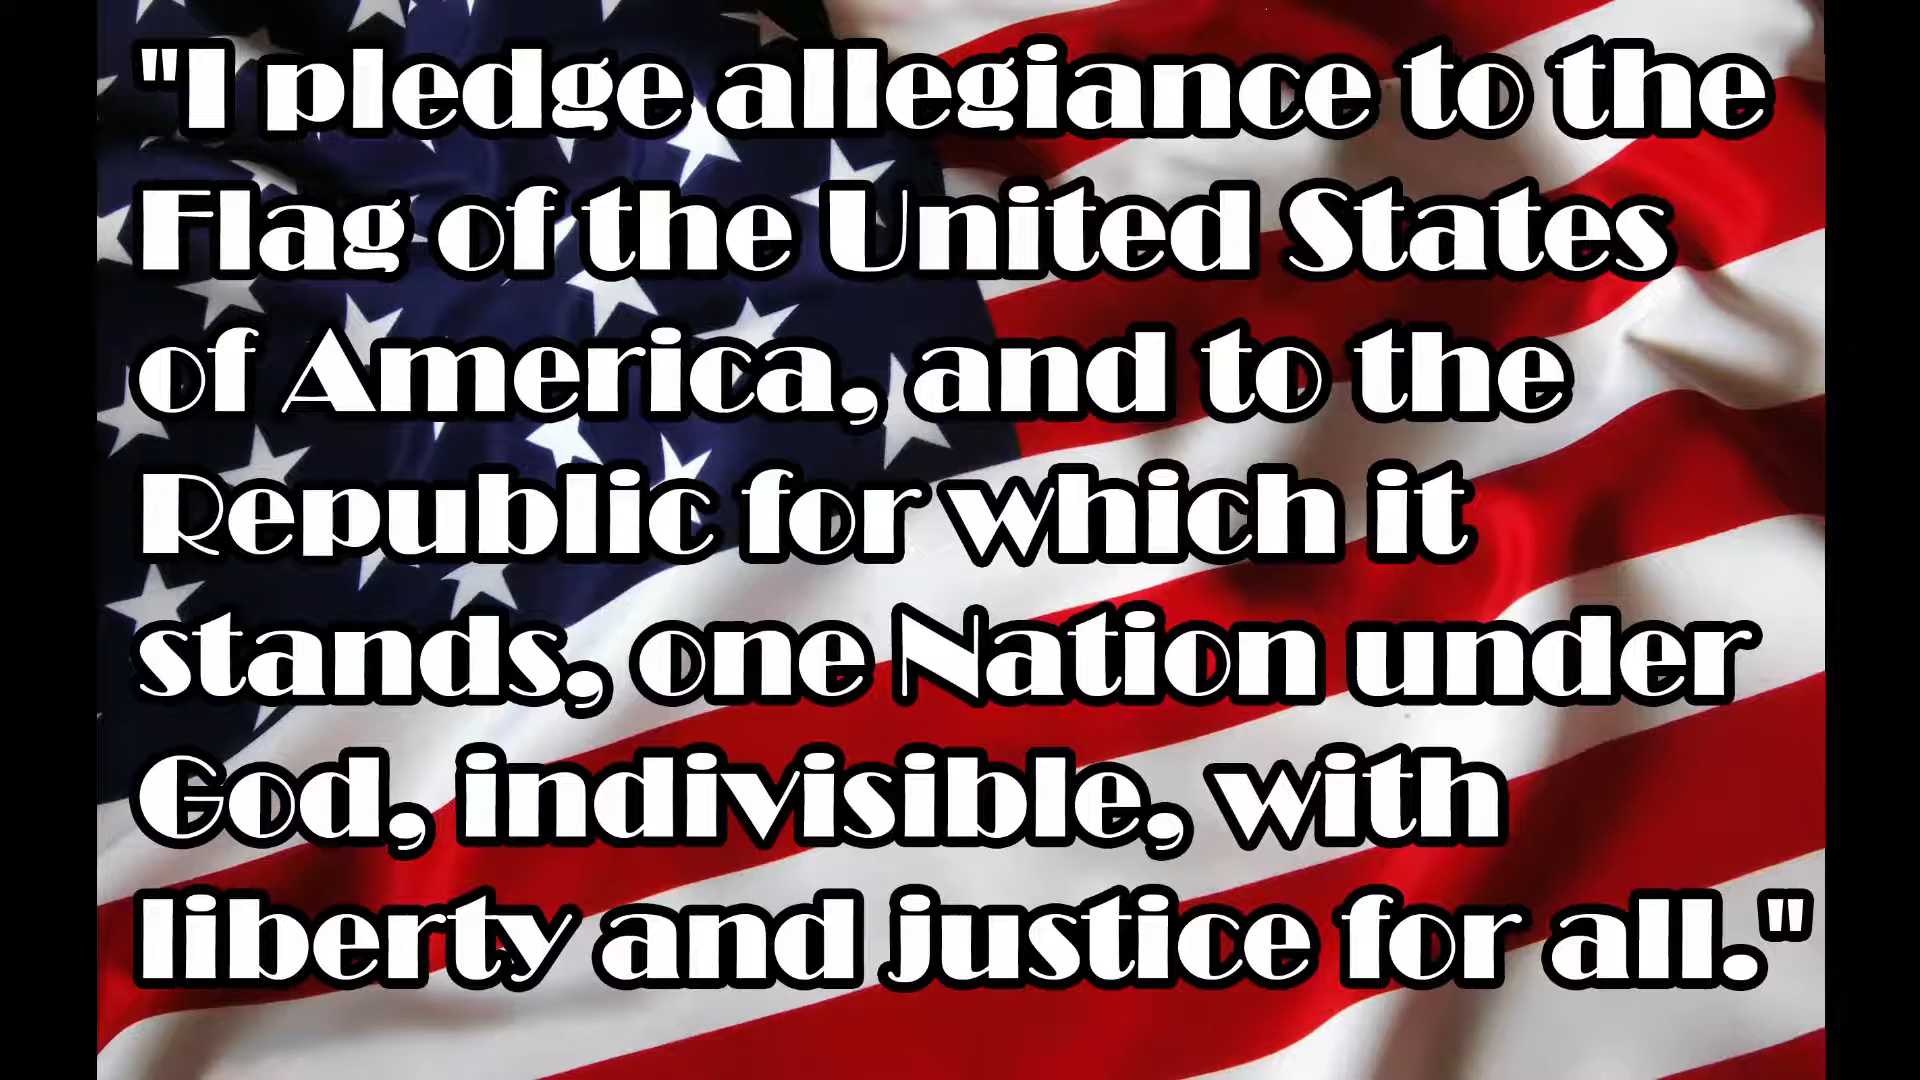 "I pledge allegiance to the
Flag of the United States
of America, and to the
Republic for which it
stands, one Nation under
God, indivisible, with
liberty and justice for all."